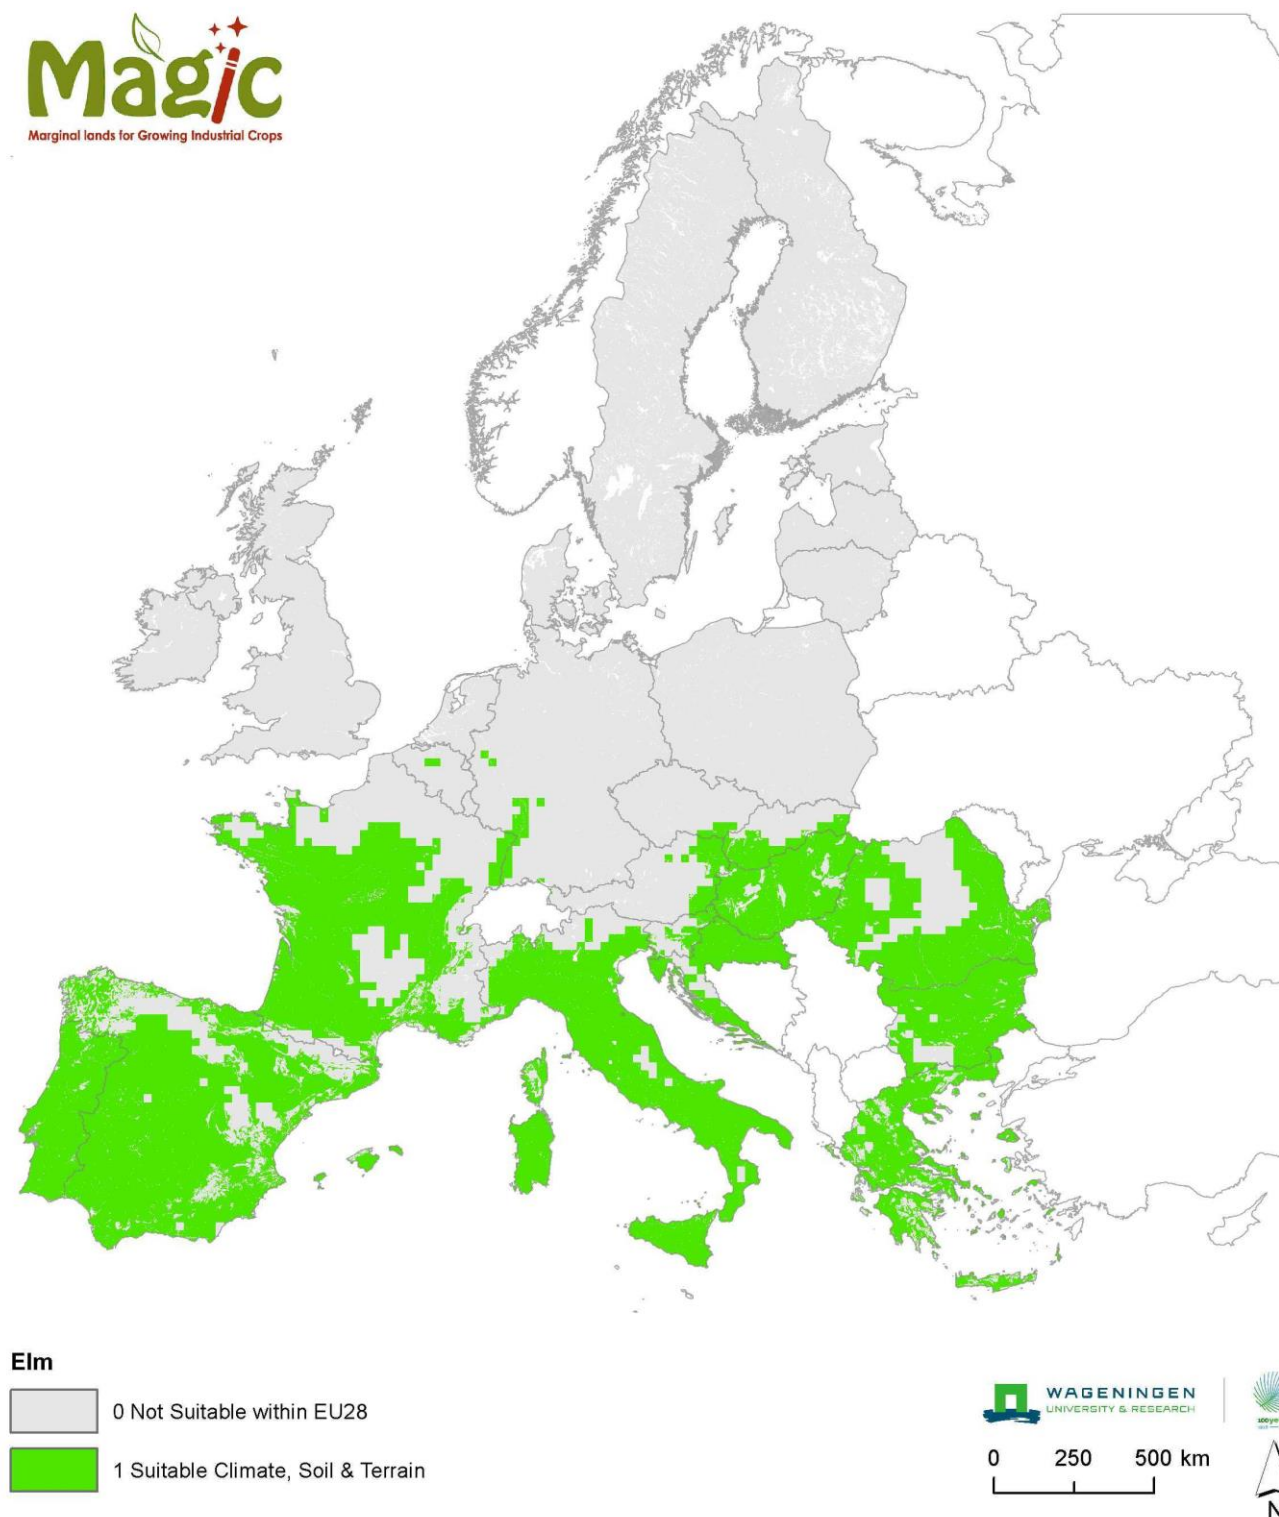 Magic
Marginal lands for Growing Industrial Crops
Elm
0 Not Suitable within EU28
1 Suitable Climate, Soil & Terrain
WAGENINGEN
UNIVERSITY & RESEARCH
0 250 500 km
N